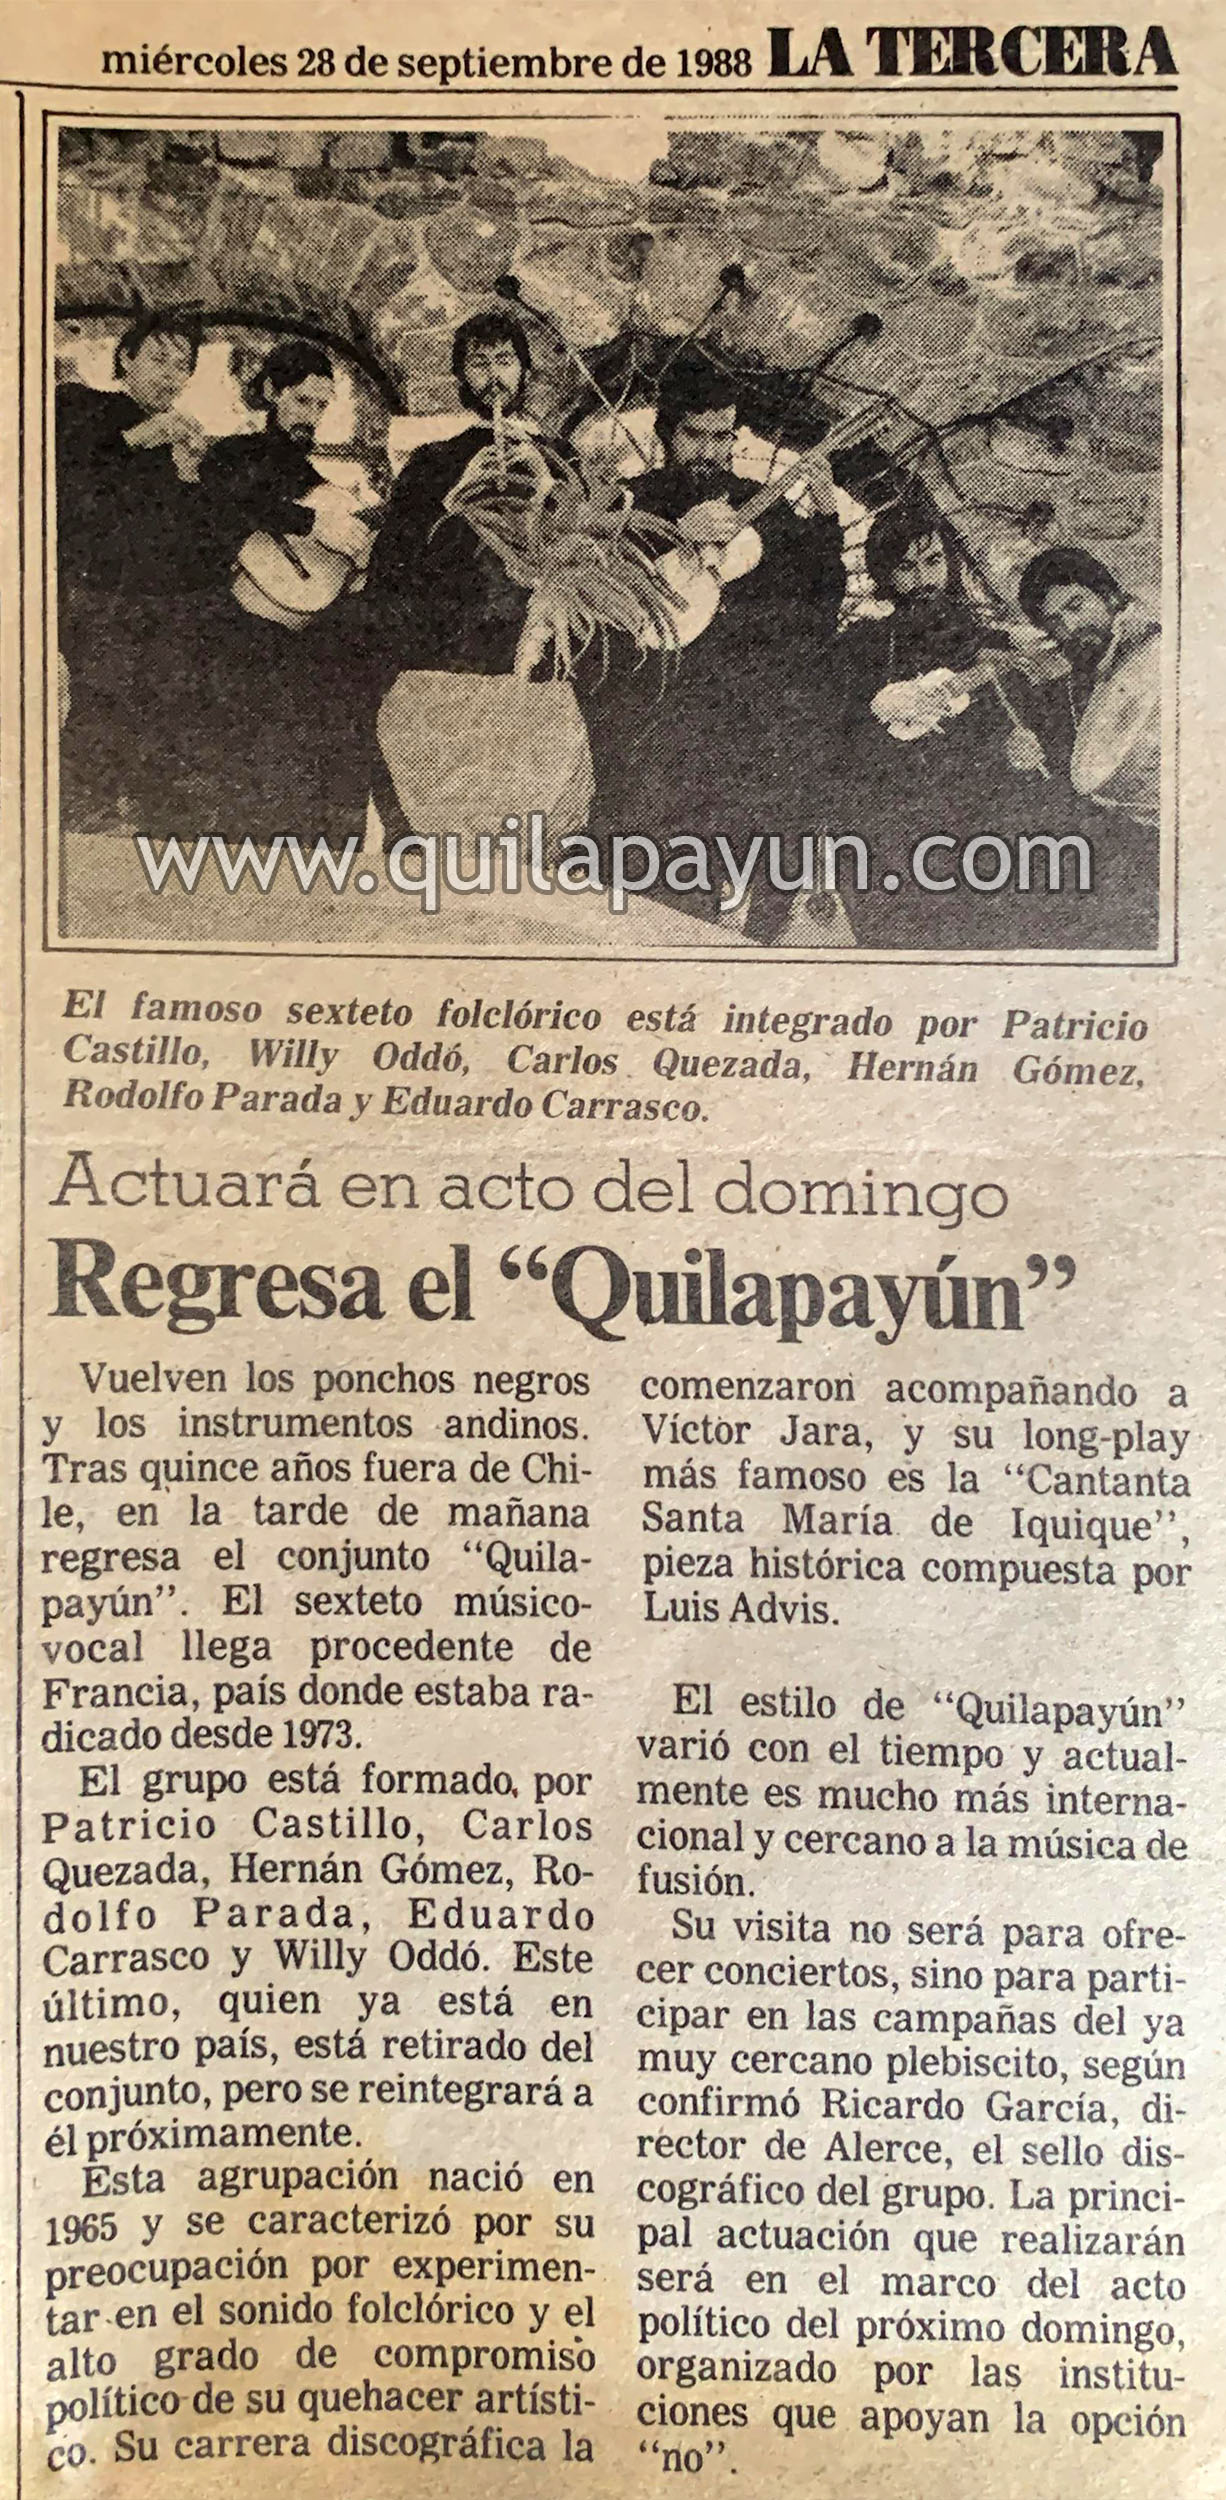 miércoles 28 de septiembre de 1988 LA TERCERA
www.quilapayun.com
El famoso sexteto folclórico está integrado por Patricio
Castillo, Willy Oddó, Carlos Quezada, Hernán Gómez,
Rodolfo Parada y Eduardo Carrasco.
Actuará en acto del domingo
Regresa el “Quilapayún”
Vuelven los ponchos negros
y los instrumentos andinos.
Tras quince años fuera de Chi-
le, en la tarde de mañana
regresa el conjunto “Quila-
payún”. El sexteto músico-
vocal llega procedente de
Francia, país donde estaba ra-
dicado desde 1973.
El grupo está formado, por
Patricio Castillo, Carlos
Quezada, Hernán Gómez, Ro-
dolfo Parada, Eduardo
Carrasco y Willy Oddó. Este
último, quien ya está en
nuestro país, está retirado del
conjunto, pero se reintegrará a
él próximamente.
Esta agrupación nació en
1965 y se caracterizó por su
preocupación por experimen-
tar en el sonido folclórico y el
alto grado de compromiso
político de su quehacer artísti-
co. Su carrera discográfica la
comenzaron acompañando a
Víctor Jara, y su long-play
más famoso es la “Cantanta
Santa María de Iquique”,
pieza histórica compuesta por
Luis Advis.
El estilo de “Quilapayún”
varió con el tiempo y actual-
mente es mucho más interna-
cional y cercano a la música de
fusión.
Su visita no será para ofre-
cer conciertos, sino para parti-
cipar en las campañas del ya
muy cercano plebiscito, según
confirmó Ricardo García, di-
rector de Alerce, el sello dis-
cográfico del grupo. La princi-
pal actuación que realizarán
será en el marco del acto
político del próximo domingo,
organizado por las institu-
ciones que apoyan la opción
“no”.